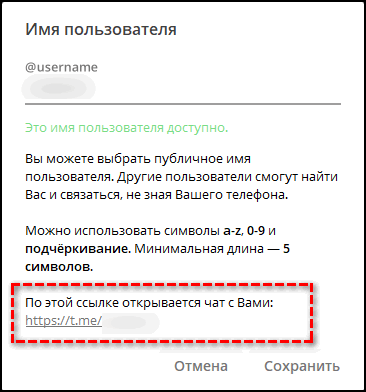 Имя пользователя
@username
Это имя пользователя доступно.
Вы можете выбрать публичное имя
пользователя. Другие пользователи смогут найти
Вас и связаться, не зная Вашего телефона.
Можно использовать символы a-z, 0-9 и
подчёркивание. Минимальная длина — 5
символов.
По этой ссылке открывается чат с Вами:
https://t.me/
Отмена Сохранить